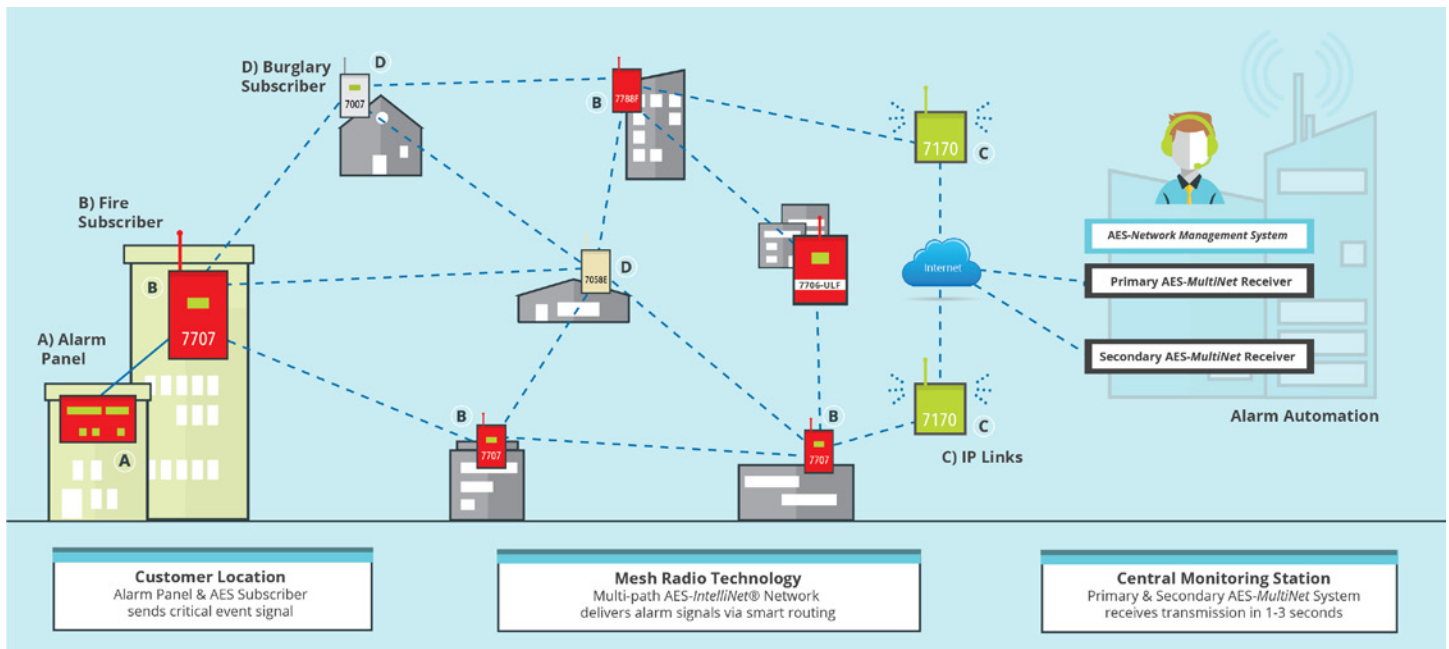 D) Burglary
Subscriber
D
7007
B
7788F
7170
C
B) Fire
Subscriber
B
7707
7058E
D
7706-ULF
Internet
AES-Network Management System
Primary AES-MultiNet Receiver
Secondary AES-MultiNet Receiver
Alarm Automation
A) Alarm
Panel
A
B
7707
B
7707
7170
C
C) IP Links
Customer Location
Alarm Panel & AES Subscriber
sends critical event signal
Mesh Radio Technology
Multi-path AES-IntelliNet® Network
delivers alarm signals via smart routing
Central Monitoring Station
Primary & Secondary AES-MultiNet System
receives transmission in 1-3 seconds